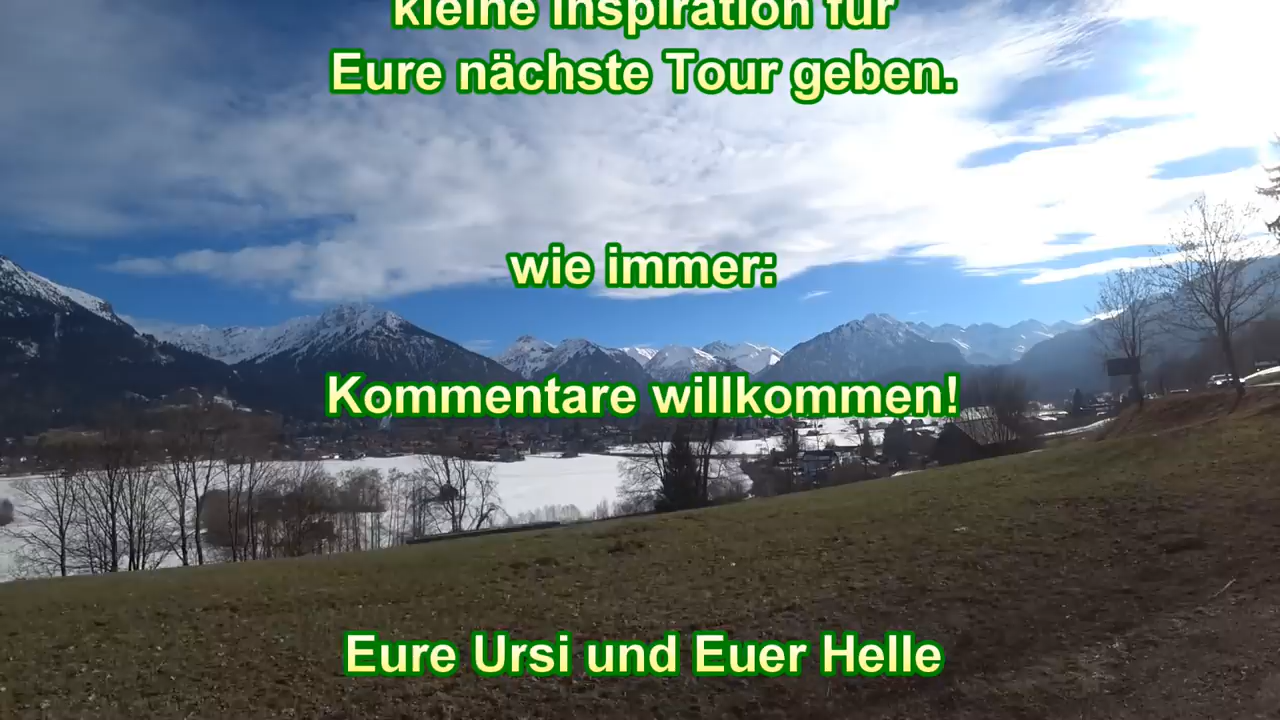 kleine Inspiration für
Eure nächste Tour geben.
wie immer:
Kommentare willkommen!
Eure Ursi und Euer Helle